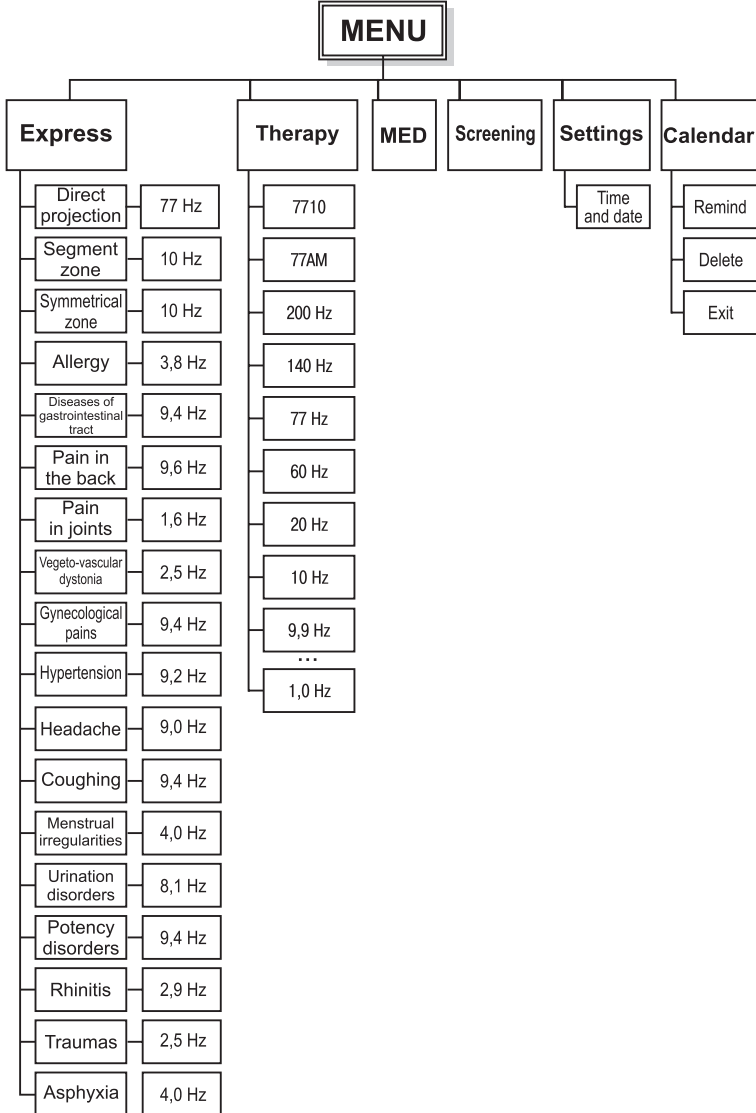 MENU
Express
Therapy
MED
Screening
Settings
Calendar
Direct
projection
77 Hz
Segment
zone
10 Hz
Symmetrical
zone
10 Hz
Allergy
3,8 Hz
Diseases of
gastrointestinal
tract
9,4 Hz
Pain in
the back
9,6 Hz
Pain
in joints
1,6 Hz
Vegeto-vascular
dystonia
2,5 Hz
Gynecological
pains
9,4 Hz
Hypertension
9,2 Hz
Headache
9,0 Hz
Coughing
9,4 Hz
Menstrual
irregularities
4,0 Hz
Urination
disorders
8,1 Hz
Potency
disorders
9,4 Hz
Rhinitis
2,9 Hz
Traumas
2,5 Hz
Asphyxia
4,0 Hz
7710
77AM
200 Hz
140 Hz
77 Hz
60 Hz
20 Hz
10 Hz
9,9 Hz
...
1,0 Hz
Time
and date
Remind
Delete
Exit